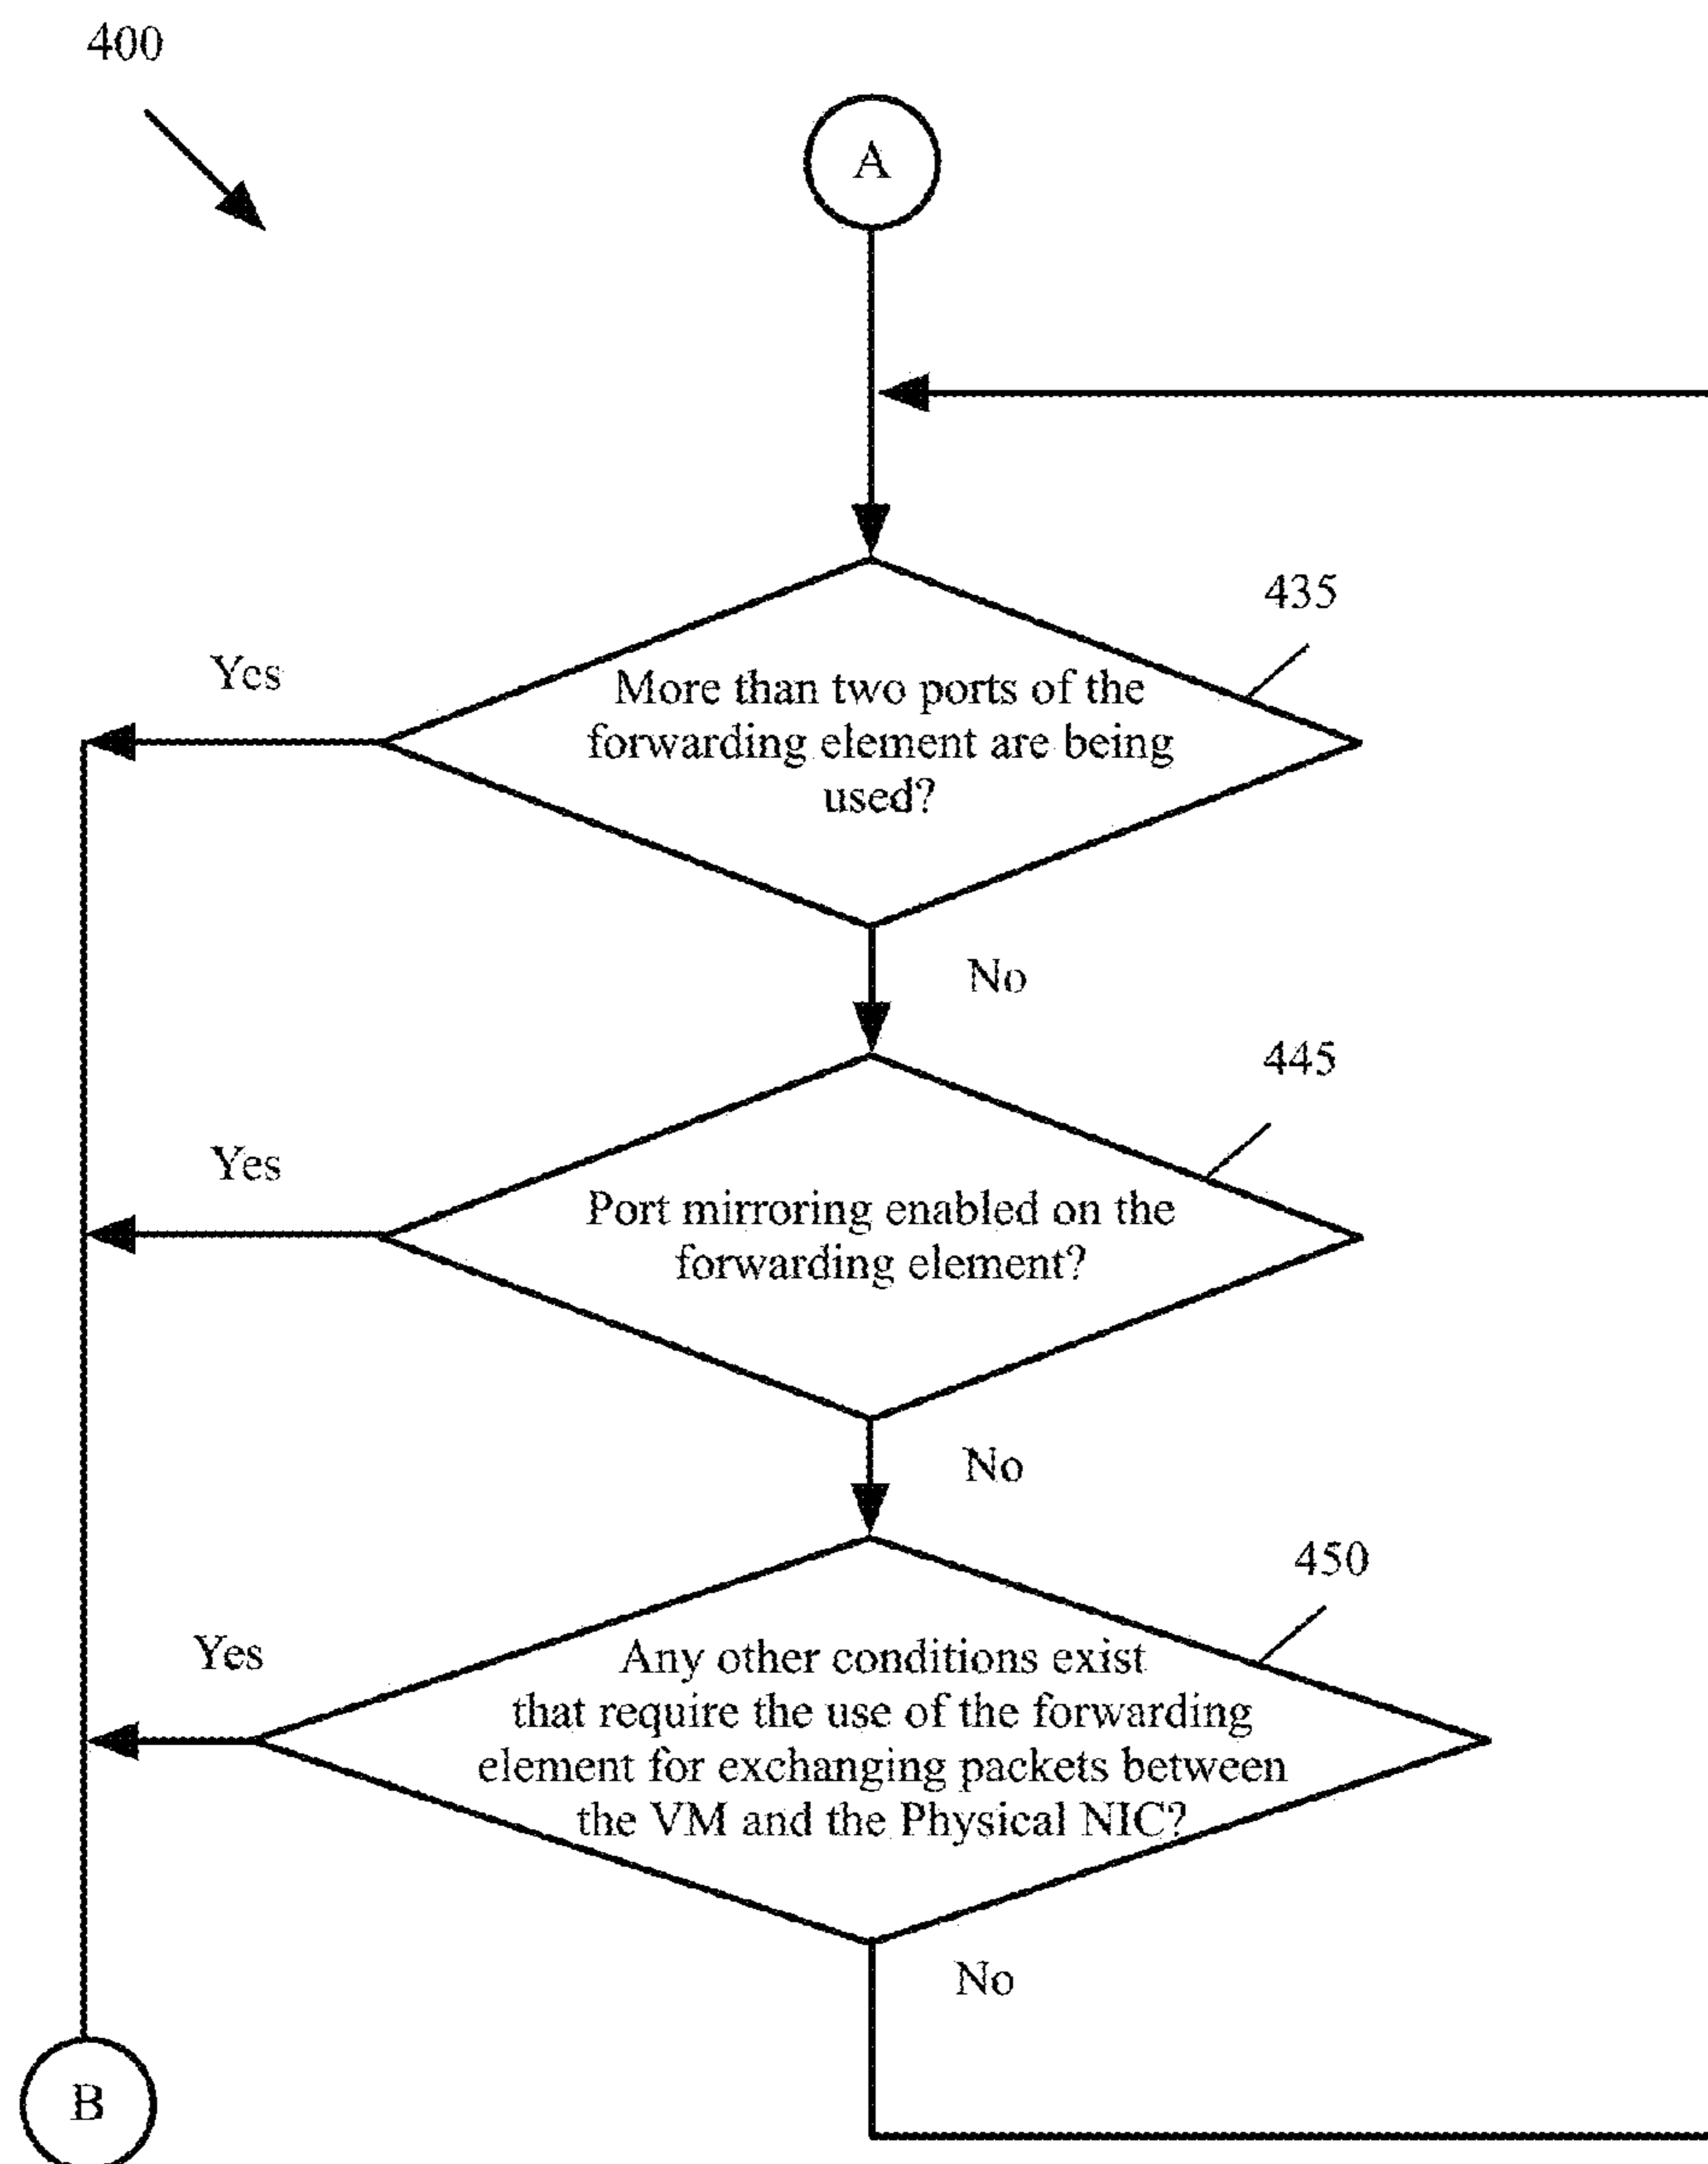 400
A
435
Yes
More than two ports of the
forwarding element are being
used?
No
445
Yes
Port mirroring enabled on the
forwarding element?
No
450
Yes
Any other conditions exist
that require the use of the forwarding
element for exchanging packets between
the VM and the Physical NIC?
No
B